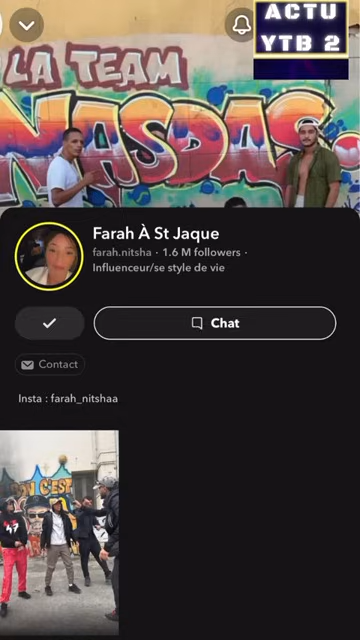 ACTU
YTB 2
LA TEAM
NASDAS
Farah À St Jaque
farah.nitsha · 1.6 M followers ·
Influenceur/se style de vie
Chat
Contact
Insta : farah_nitshaa
C'EST